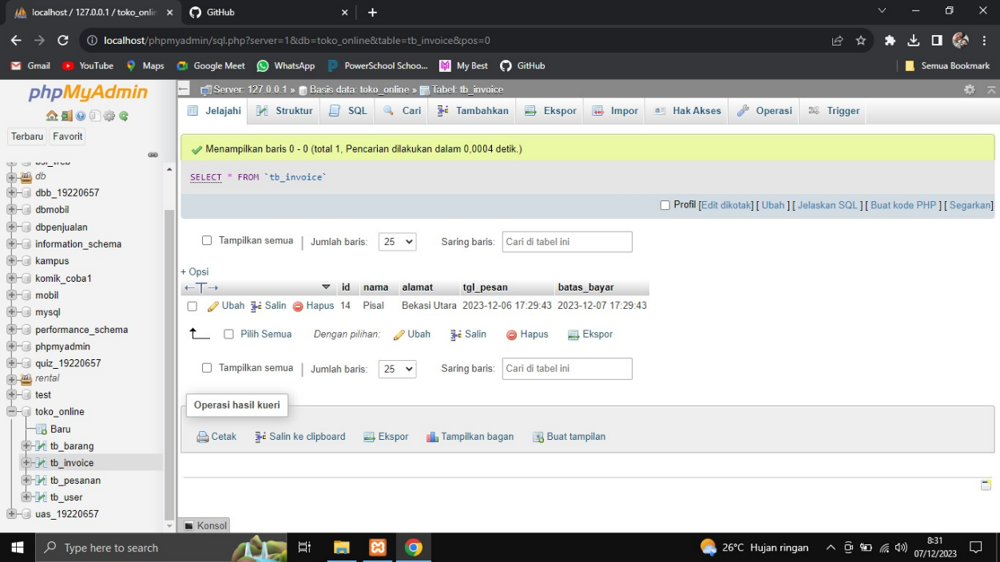 localhost / 127.0.0.1 / toko_onlin
GitHub
localhost/phpmyadmin/sql.php?server=1&db=toko_online&table=tb_invoice&pos=0
Gmail YouTube Maps Google Meet WhatsApp PowerSchool Schoo... My Best GitHub Semua Bookmark
phpMyAdmin
Terbaru Favorit
bsi_web
db
dbb_19220657
dbmobil
dbpenjualan
information_schema
kampus
komik_coba1
mobil
mysql
performance_schema
phpmyadmin
quiz_19220657
rental
test
toko_online
Baru
tb_barang
tb_invoice
tb_pesanan
tb_user
uas_19220657
Server: 127.0.0.1 » Basis data: toko_online » Tabel: tb_invoice
Jelajahi Struktur SQL Cari Tambahkan Ekspor Impor Hak Akses Operasi Trigger
Menampilkan baris 0 - 0 (total 1, Pencarian dilakukan dalam 0,0004 detik.)
SELECT * FROM `tb_invoice`
Profil [Edit dikotak] [ Ubah ] [ Jelaskan SQL ] [ Buat kode PHP ] [ Segarkan]
Tampilkan semua | Jumlah baris: 25 Saring baris: Cari di tabel ini
+ Opsi
←T→ id nama alamat tgl_pesan batas_bayar
Ubah Salin Hapus 14 Pisal Bekasi Utara 2023-12-06 17:29:43 2023-12-07 17:29:43
Pilih Semua Dengan pilihan: Ubah Salin Hapus Ekspor
Tampilkan semua | Jumlah baris: 25 Saring baris: Cari di tabel ini
Operasi hasil kueri
Cetak Salin ke clipboard Ekspor Tampilkan bagan Buat tampilan
Konsol
Type here to search
26°C Hujan ringan
8:31
07/12/2023